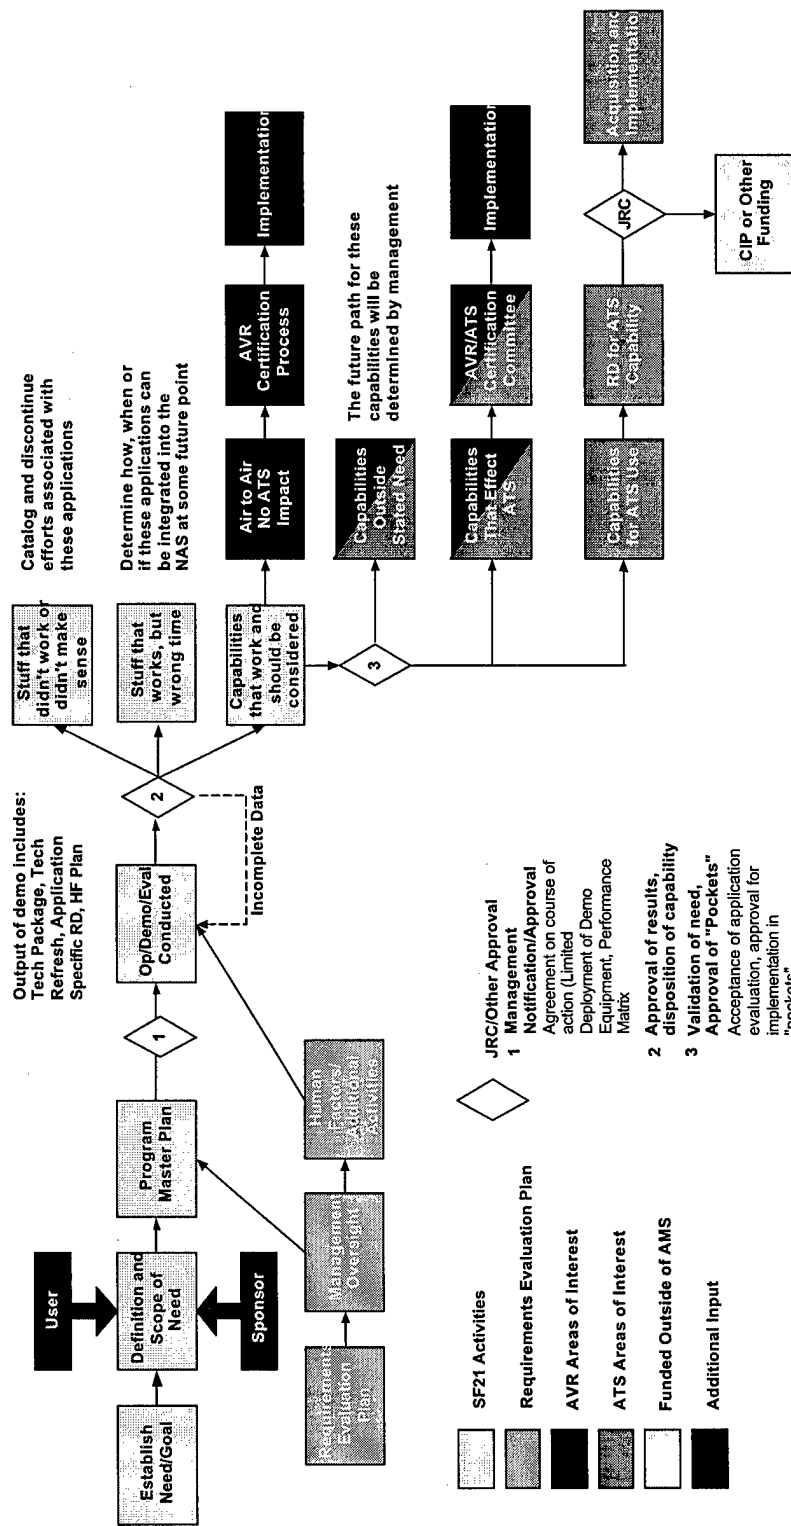 User
Establish
Need/Goal
Definition and
Scope of
Need
Sponsor
Program
Master Plan
1
Output of demo includes:
Tech Package, Tech
Refresh, Application
Specific RD, HF Plan
Op/Demo/Eval
Conducted
2
Incomplete Data
Requirements
Evaluation
Plan
Management
Oversight
Human
Factors/
Additional
Activities
Stuff that
didn't work or
didn't make
sense
Catalog and discontinue
efforts associated with
these applications
Stuff that
works, but
wrong time
Determine how, when or
if these applications can
be integrated into the
NAS at some future point
Capabilities
that work and
should be
considered
Air to Air
No ATS
Impact
AVR
Certification
Process
Implementation
3
Capabilities
Outside
Stated Need
The future path for these
capabilities will be
determined by management
Capabilities
That Effect
ATS
AVR/ATS
Certification
Committee
Implementation
Capabilities
for ATS Use
RD for ATS
Capability
JRC
Acquisition and
Implementation
CIP or Other
Funding
SF21 Activities
Requirements Evaluation Plan
AVR Areas of Interest
ATS Areas of Interest
Funded Outside of AMS
Additional Input
JRC/Other Approval
1 Management
Notification/Approval
Agreement on course of
action (Limited
Deployment of Demo
Equipment, Performance
Matrix
2 Approval of results,
disposition of capability
3 Validation of need,
Approval of "Pockets"
Acceptance of application
evaluation, approval for
implementation in
"pockets"